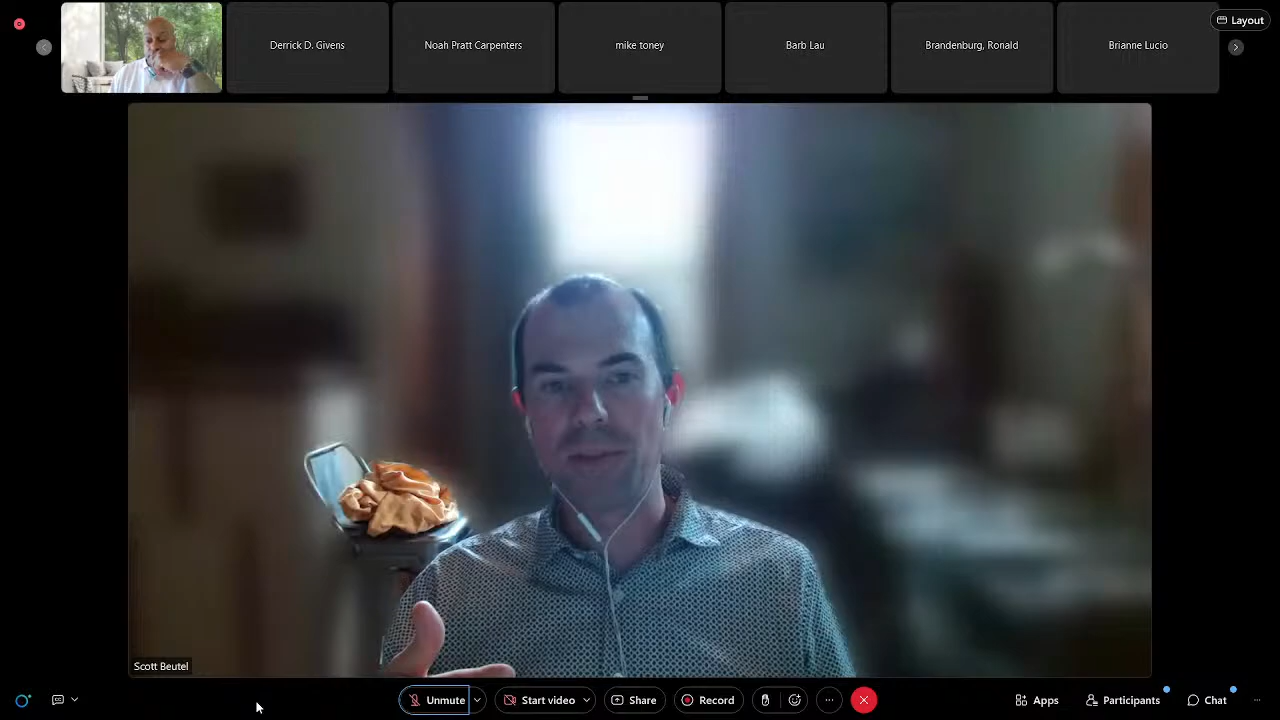 Layout
Derrick D. Givens
Noah Pratt Carpenters
mike toney
Barb Lau
Brandenburg, Ronald
Brianne Lucio
Scott Beutel
Unmute
Start video
Share
Record
Apps
Participants
Chat